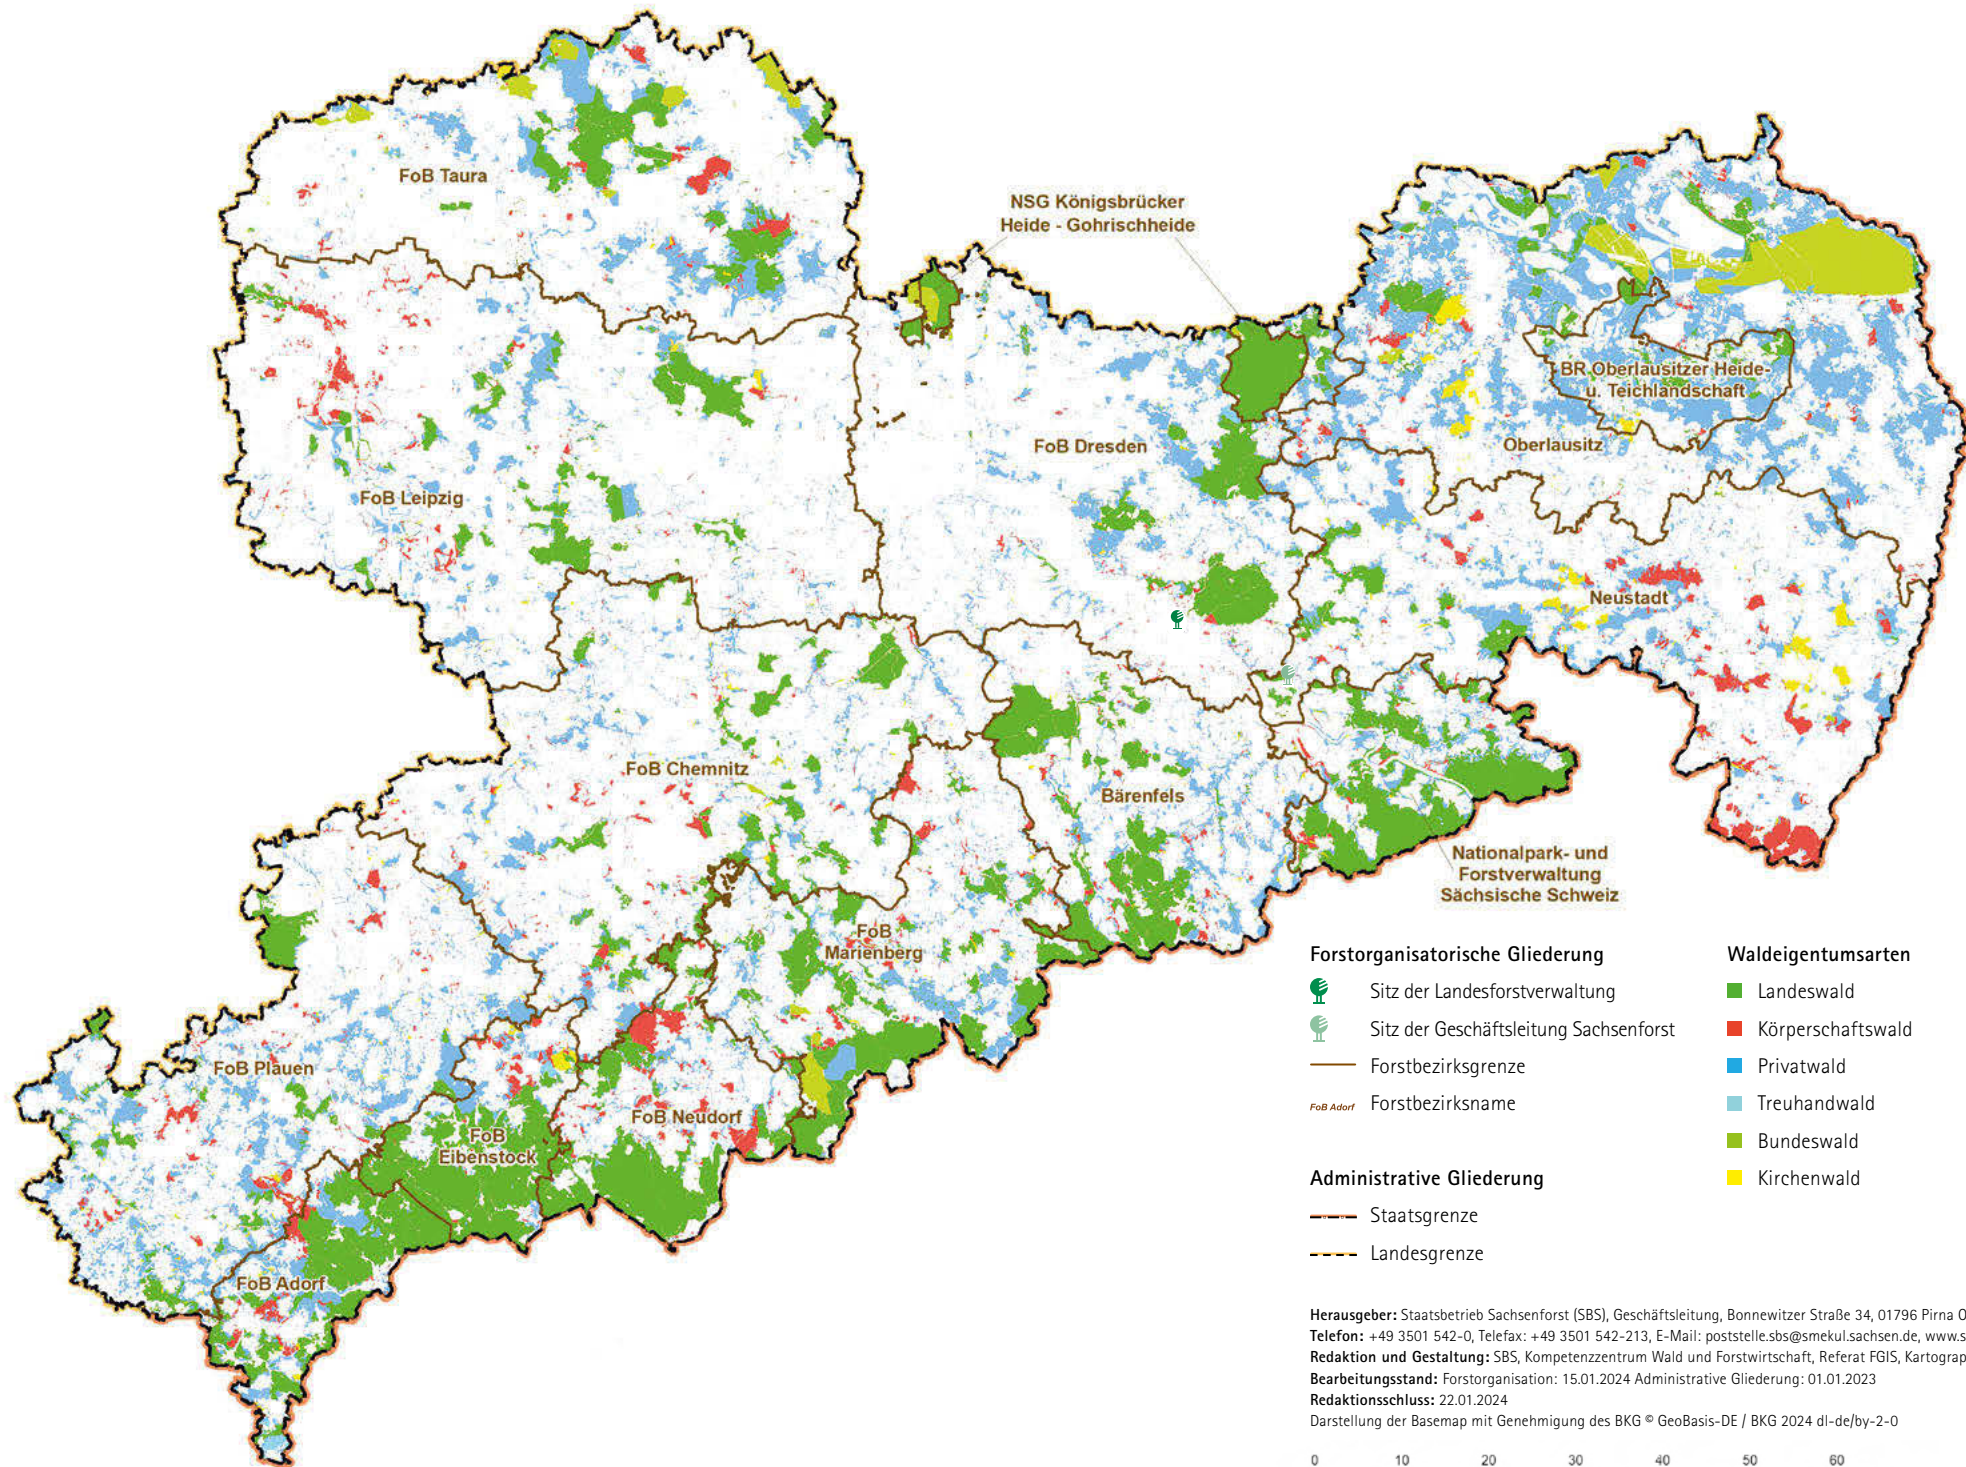 FoB Taura
NSG Königsbrücker
Heide - Gohrischheide
BR Oberlausitzer Heide-
u. Teichlandschaft
FoB Dresden
Oberlausitz
FoB Leipzig
Neustadt
FoB Chemnitz
Bärenfels
Nationalpark- und
Forstverwaltung
Sächsische Schweiz
FoB
Marienberg
FoB Plauen
FoB Neudorf
FoB
Eibenstock
FoB Adorf
Forstorganisatorische Gliederung
Sitz der Landesforstverwaltung
Sitz der Geschäftsleitung Sachsenforst
Forstbezirksgrenze
FoB Adorf Forstbezirksname
Administrative Gliederung
Staatsgrenze
Landesgrenze
Waldeigentumsarten
Landeswald
Körperschaftswald
Privatwald
Treuhandwald
Bundeswald
Kirchenwald
Herausgeber: Staatsbetrieb Sachsenforst (SBS), Geschäftsleitung, Bonnewitzer Straße 34, 01796 Pirna O
Telefon: +49 3501 542-0, Telefax: +49 3501 542-213, E-Mail: poststelle.sbs@smekul.sachsen.de, www.s
Redaktion und Gestaltung: SBS, Kompetenzzentrum Wald und Forstwirtschaft, Referat FGIS, Kartograp
Bearbeitungsstand: Forstorganisation: 15.01.2024 Administrative Gliederung: 01.01.2023
Redaktionsschluss: 22.01.2024
Darstellung der Basemap mit Genehmigung des BKG © GeoBasis-DE / BKG 2024 dl-de/by-2-0
0 10 20 30 40 50 60